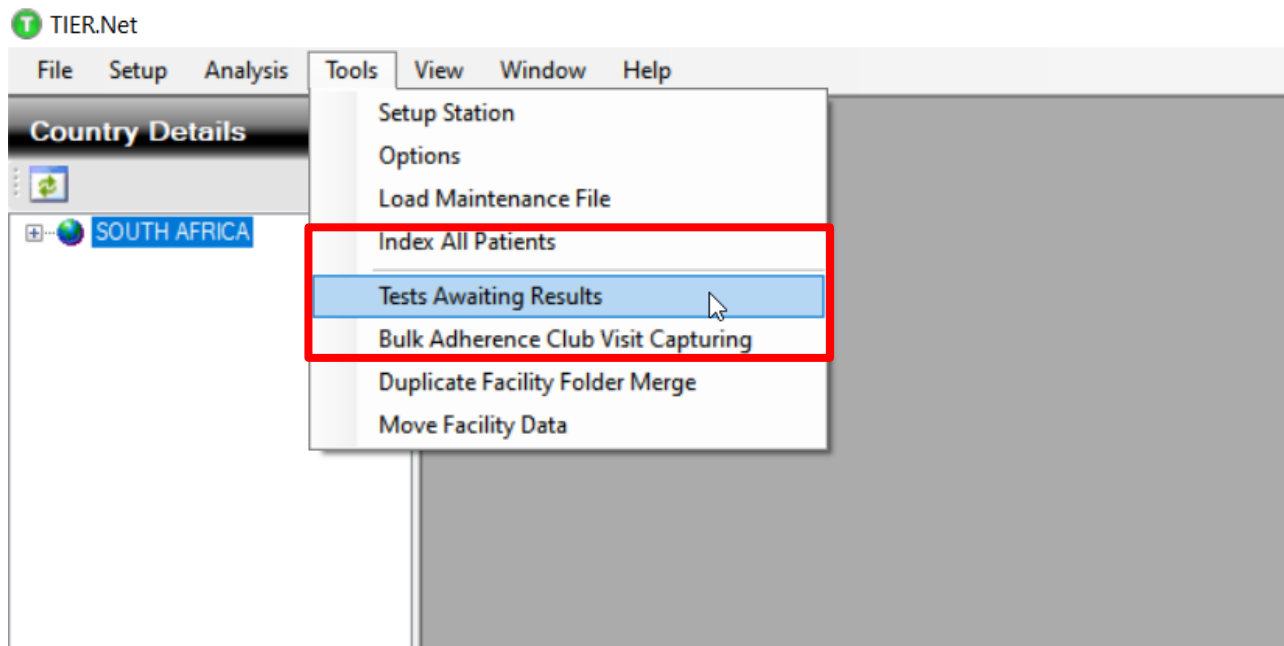 TIER.Net
File Setup Analysis Tools View Window Help
Country Details
SOUTH AFRICA
Setup Station
Options
Load Maintenance File
Index All Patients
Tests Awaiting Results
Bulk Adherence Club Visit Capturing
Duplicate Facility Folder Merge
Move Facility Data